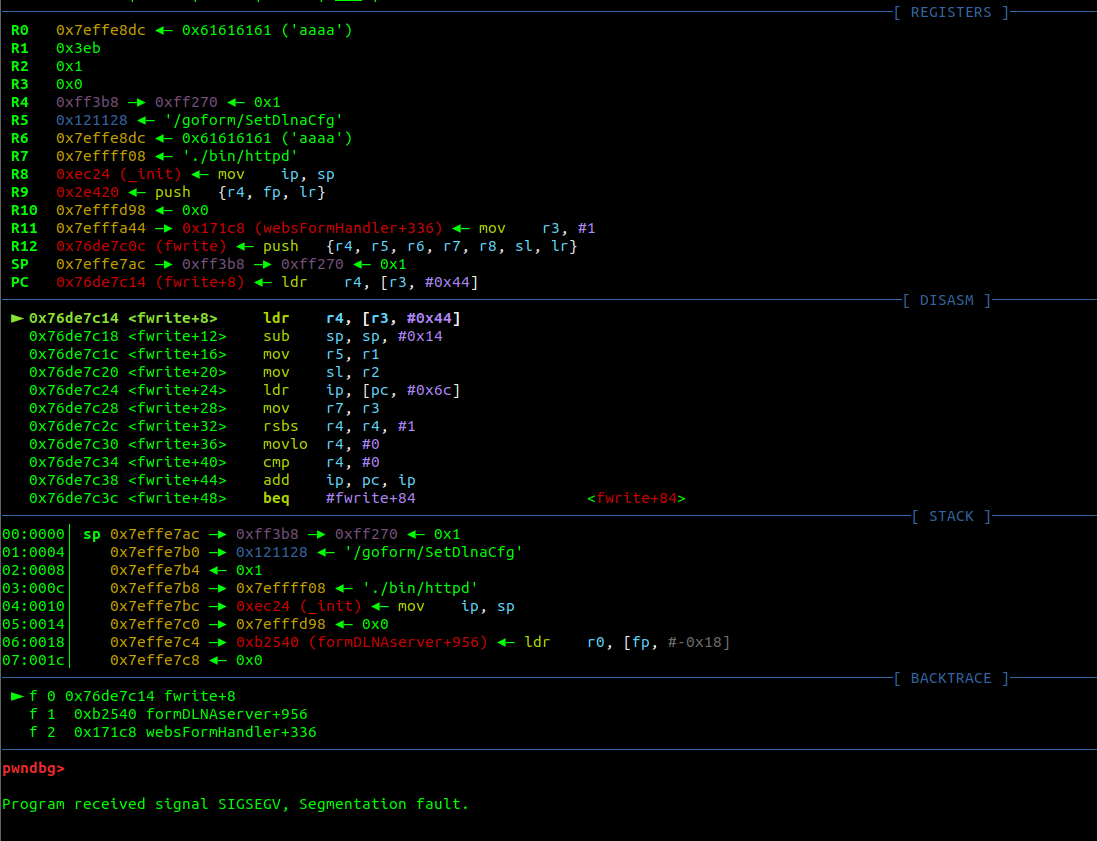 [ REGISTERS ]
R0 0x7effe8dc ◂— 0x61616161 ('aaaa')
R1 0x3eb
R2 0x1
R3 0x0
R4 0xff3b8 —▸ 0xff270 ◂— 0x1
R5 0x121128 ◂— '/goform/SetDlnaCfg'
R6 0x7effe8dc ◂— 0x61616161 ('aaaa')
R7 0x7effff08 ◂— './bin/httpd'
R8 0xec24 (_init) ◂— mov ip, sp
R9 0x2e420 ◂— push {r4, fp, lr}
R10 0x7efffd98 ◂— 0x0
R11 0x7efffa44 —▸ 0x171c8 (websFormHandler+336) ◂— mov r3, #1
R12 0x76de7c0c (fwrite) ◂— push {r4, r5, r6, r7, r8, sl, lr}
SP 0x7effe7ac —▸ 0xff3b8 —▸ 0xff270 ◂— 0x1
PC 0x76de7c14 (fwrite+8) ◂— ldr r4, [r3, #0x44]
[ DISASM ]
► 0x76de7c14 <fwrite+8> ldr r4, [r3, #0x44]
0x76de7c18 <fwrite+12> sub sp, sp, #0x14
0x76de7c1c <fwrite+16> mov r5, r1
0x76de7c20 <fwrite+20> mov sl, r2
0x76de7c24 <fwrite+24> ldr ip, [pc, #0x6c]
0x76de7c28 <fwrite+28> mov r7, r3
0x76de7c2c <fwrite+32> rsbs r4, r4, #1
0x76de7c30 <fwrite+36> movlo r4, #0
0x76de7c34 <fwrite+40> cmp r4, #0
0x76de7c38 <fwrite+44> add ip, pc, ip
0x76de7c3c <fwrite+48> beq #fwrite+84 <fwrite+84>
[ STACK ]
00:0000│ sp 0x7effe7ac —▸ 0xff3b8 —▸ 0xff270 ◂— 0x1
01:0004│ 0x7effe7b0 —▸ 0x121128 ◂— '/goform/SetDlnaCfg'
02:0008│ 0x7effe7b4 ◂— 0x1
03:000c│ 0x7effe7b8 —▸ 0x7effff08 ◂— './bin/httpd'
04:0010│ 0x7effe7bc —▸ 0xec24 (_init) ◂— mov ip, sp
05:0014│ 0x7effe7c0 —▸ 0x7efffd98 ◂— 0x0
06:0018│ 0x7effe7c4 —▸ 0xb2540 (formDLNAserver+956) ◂— ldr r0, [fp, #-0x18]
07:001c│ 0x7effe7c8 ◂— 0x0
[ BACKTRACE ]
► f 0 0x76de7c14 fwrite+8
f 1 0xb2540 formDLNAserver+956
f 2 0x171c8 websFormHandler+336
pwndbg>
Program received signal SIGSEGV, Segmentation fault.